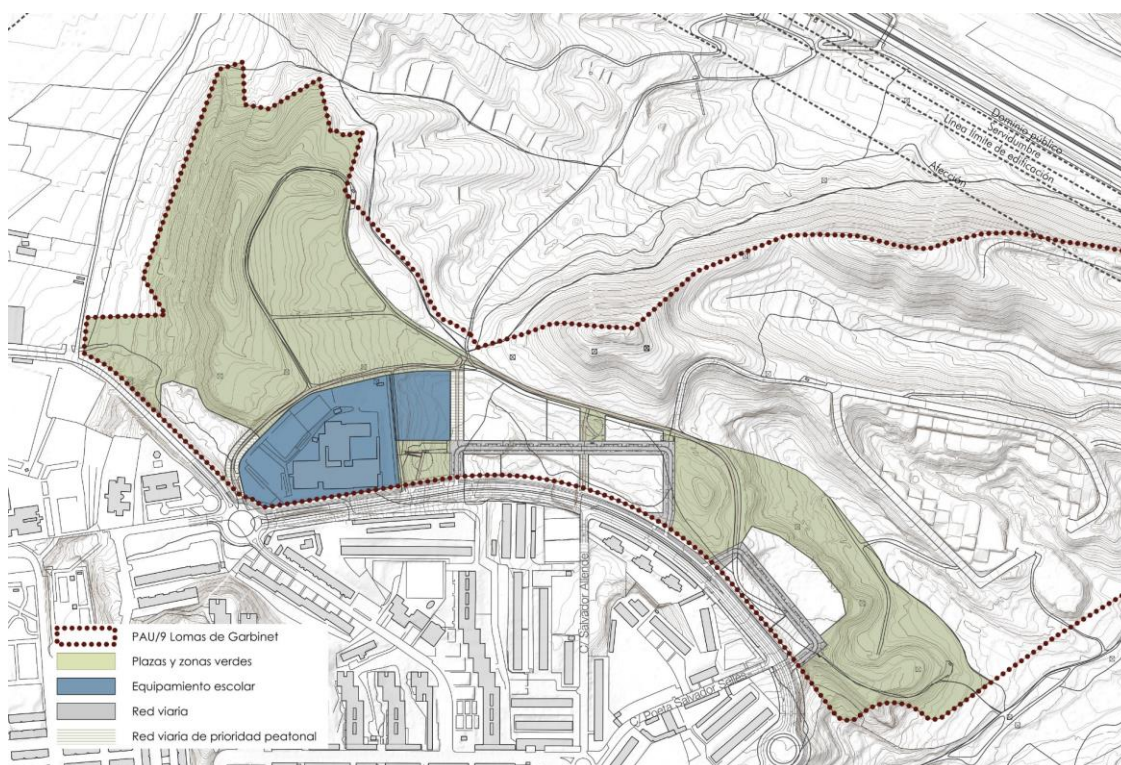 Dominio público
Servidumbre
Línea límite de edificación
Afección
C/ Salvador Allende
C/ Poeta Salvador Selles
PAU/9 Lomas de Garbinet
Plazas y zonas verdes
Equipamiento escolar
Red viaria
Red viaria de prioridad peatonal